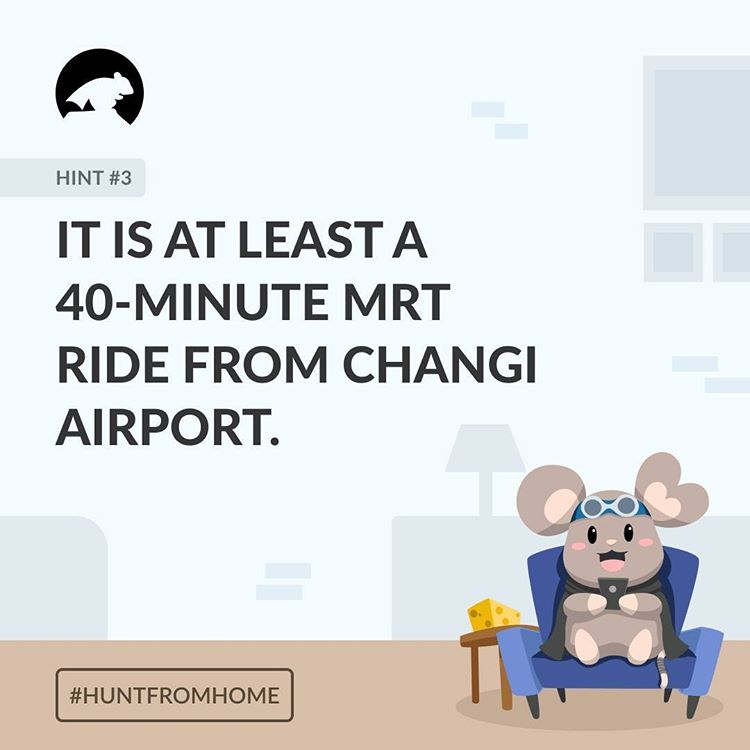 HINT #3
IT IS AT LEAST A
40-MINUTE MRT
RIDE FROM CHANGI
AIRPORT.
#HUNTFROMHOME